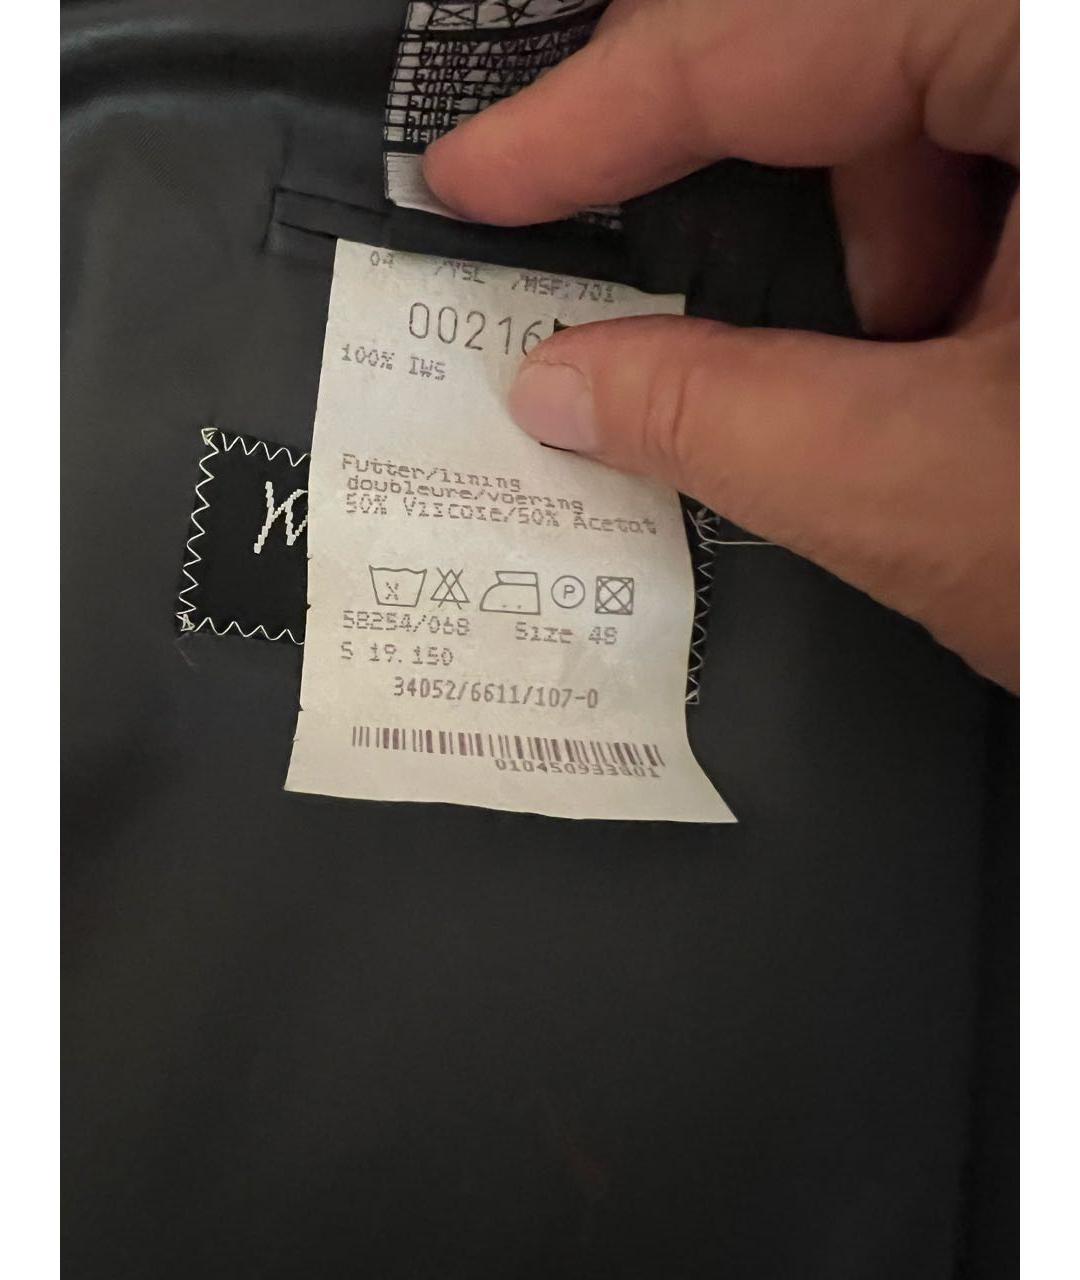 04 /YSL /MSF:701
00216
100% IWS
Futter/lining
doubleure/voering
50% Viscose/50% Acetat
P
58254/068 Size 48
S 19.150
34052/6611/107-0
010450933801